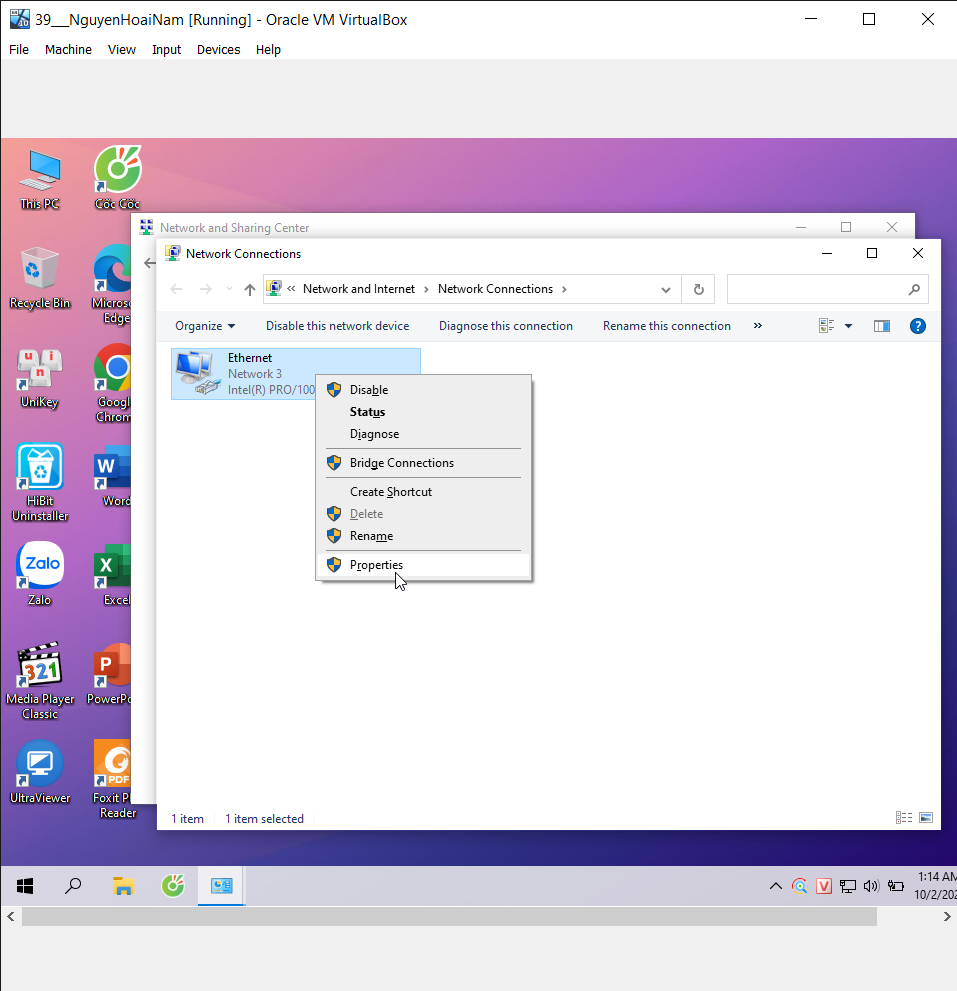 39___NguyenHoaiNam [Running] - Oracle VM VirtualBox
File Machine View Input Devices Help
This PC
Cốc Cốc
Recycle Bin
Microso
Edge
UniKey
Googl
Chrom
HiBit
Uninstaller
Word
Zalo
Zalo
Excel
321
Media Player
Classic
PowerPo
UltraViewer
PDF
Foxit P
Reader
Network and Sharing Center
Network Connections
« Network and Internet › Network Connections ›
Organize Disable this network device Diagnose this connection Rename this connection »
Ethernet
Network 3
Intel(R) PRO/100
Disable
Status
Diagnose
Bridge Connections
Create Shortcut
Delete
Rename
Properties
1 item 1 item selected
1:14 AM
10/2/202